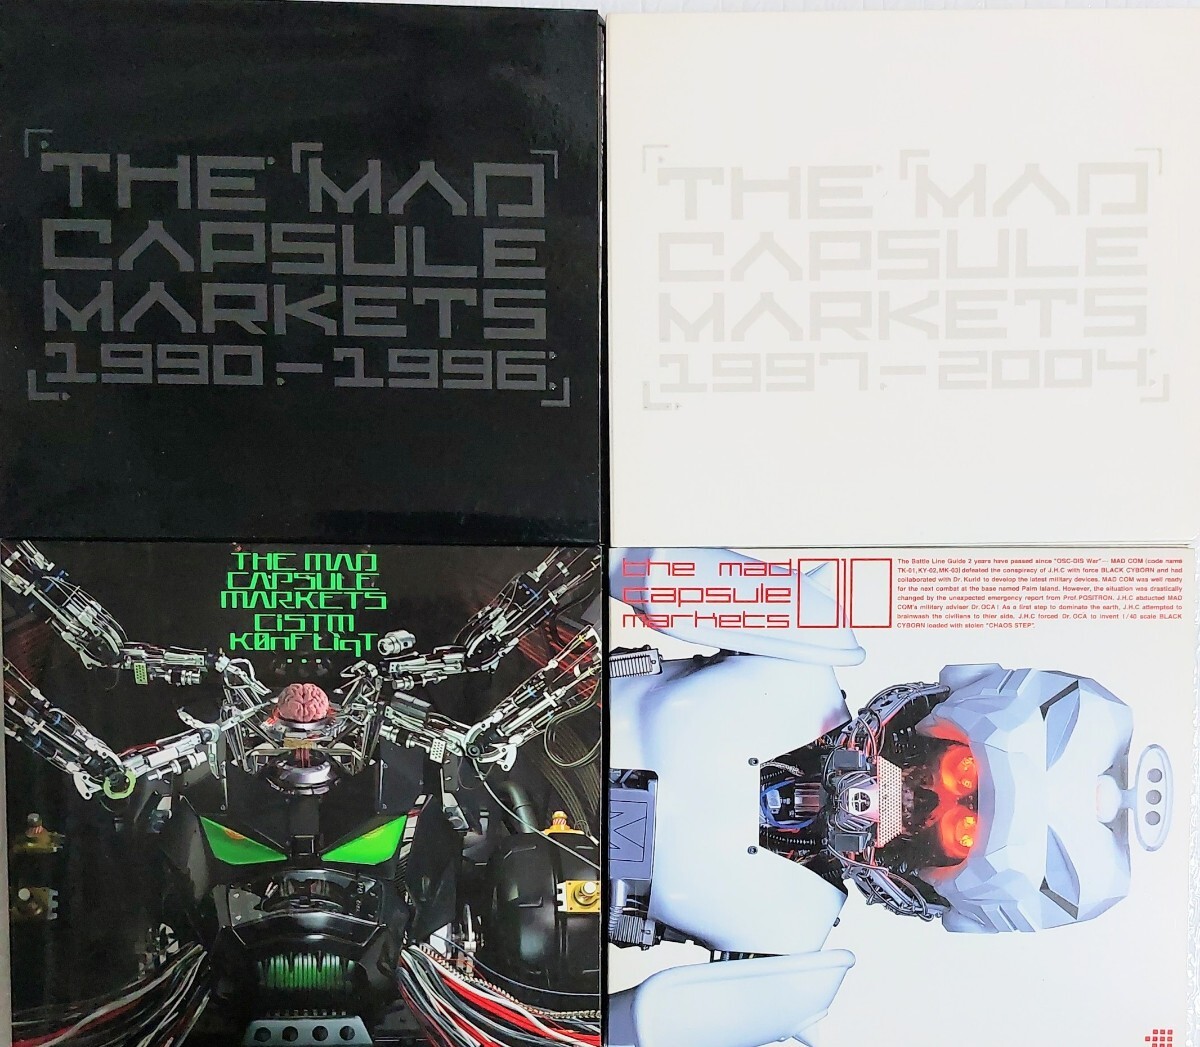 THE MAD
CAPSULE
MARKETS
1990-1996
THE MAD
CAPSULE
MARKETS
1997-2004
THE MAD
CAPSULE
MARKETS
CiSTm
KønFLiqT
...
the mad
capsule
markets
010
The Battle Line Guide 2 years have passed since "OSC-DIS War"-- MAD COM (code name
TK-01, KY-02, MK-03) defeated the conspiracy of J.H.C with force BLACK CYBORN and had
collaborated with Dr. Kurid to develop the latest military devices. MAD COM was well ready
for the next combat at the base named Palm Island. However, the situation was drastically
changed by the unexpected emergency report from Prof. POSITRON. J.H.C abducted MAD
COM's military adviser Dr. OCA ! As a first step to dominate the earth, J.H.C attempted to
brainwash the civilians to thier aids, J.H.C forced Dr. OCA to invent 1/40 scale BLACK
CYBORN loaded with stolen "CHAOS STEP".